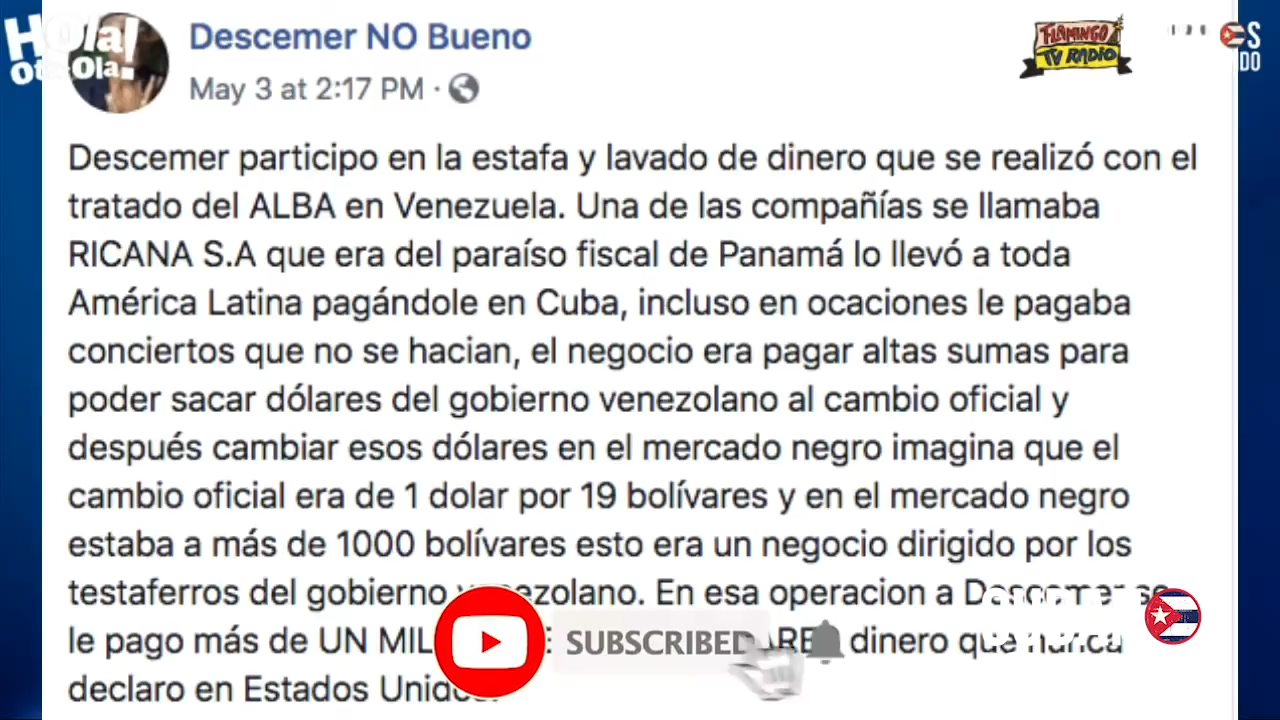 Hola!
Ota-Ola!
Descemer NO Bueno
May 3 at 2:17 PM ·
FLAMINGO
TV RADIO
S
DO
Descemer participo en la estafa y lavado de dinero que se realizó con el
tratado del ALBA en Venezuela. Una de las compañías se llamaba
RICANA S.A que era del paraíso fiscal de Panamá lo llevó a toda
América Latina pagándole en Cuba, incluso en ocaciones le pagaba
conciertos que no se hacian, el negocio era pagar altas sumas para
poder sacar dólares del gobierno venezolano al cambio oficial y
después cambiar esos dólares en el mercado negro imagina que el
cambio oficial era de 1 dolar por 19 bolívares y en el mercado negro
estaba a más de 1000 bolívares esto era un negocio dirigido por los
testaferros del gobierno venezolano. En esa operacion a Descemer se
le pago más de UN MIL dinero que nunca
SUBSCRIBED
declaro en Estados Unidos.